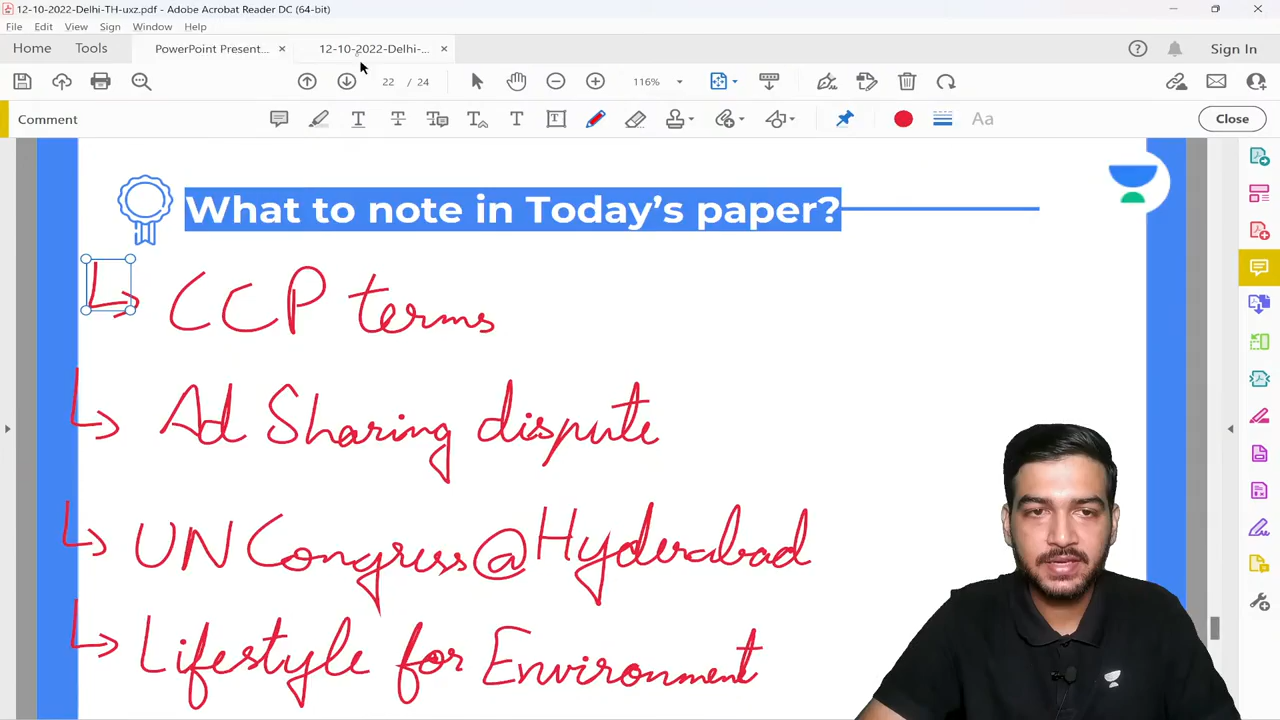 12-10-2022-Delhi-TH-uxz.pdf - Adobe Acrobat Reader DC (64-bit)
File Edit View Sign Window Help
Home Tools PowerPoint Present... × 12-10-2022-Delhi-... × Sign In
22 / 24 116%
Comment T T T T T Aa Close
What to note in Today's paper?
CCP terms
Ad Sharing dispute
UN Congress@Hyderabad
Lifestyle for Environment